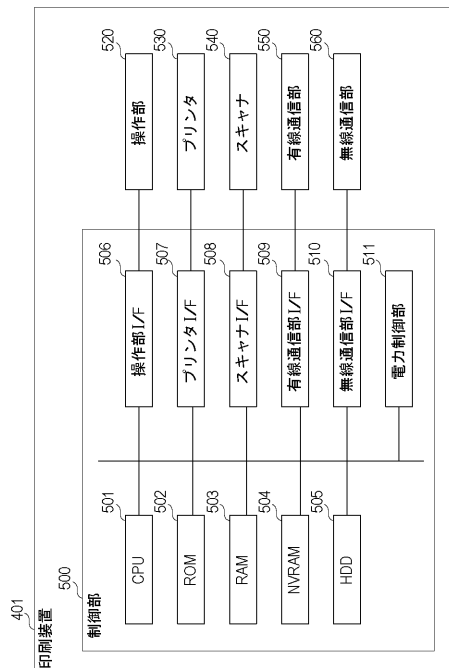 401
印刷装置
500
制御部
501
CPU
502
ROM
503
RAM
504
NVRAM
505
HDD
506
操作部I/F
507
プリンタI/F
508
スキャナI/F
509
有線通信部I/F
510
無線通信部I/F
511
電力制御部
520
操作部
530
プリンタ
540
スキャナ
550
有線通信部
560
無線通信部